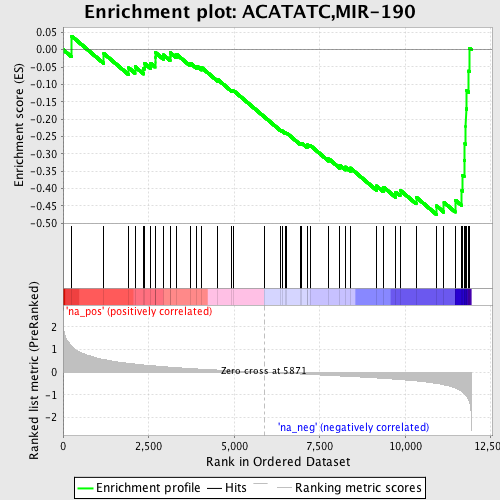 Enrichment plot: ACATATC,MIR-190
Enrichment score (ES)
0.05
0.00
-0.05
-0.10
-0.15
-0.20
-0.25
-0.30
-0.35
-0.40
-0.45
-0.50
'na_pos' (positively correlated)
Ranked list metric (PreRanked)
2
1
0
-1
-2
Zero cross at 5871
'na_neg' (negatively correlated)
0
2,500
5,000
7,500
10,000
12,500
Rank in Ordered Dataset
Enrichment profile
Hits
Ranking metric scores